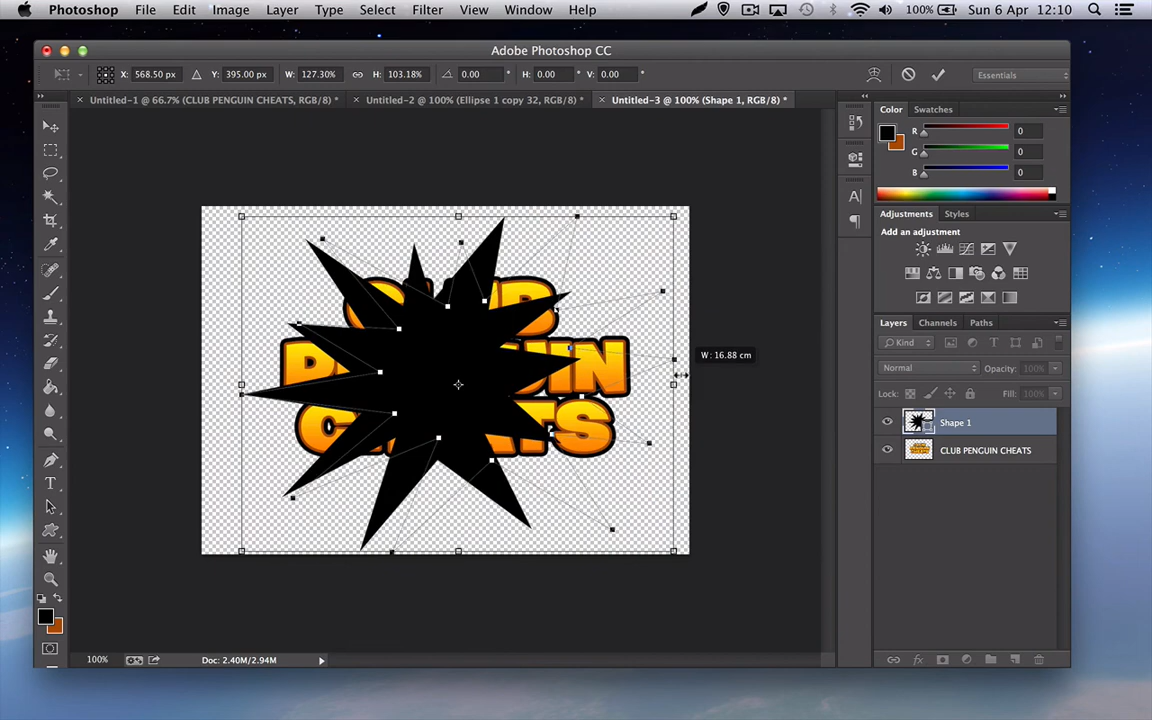 Photoshop File Edit Image Layer Type Select Filter View Window Help 100% Sun 6 Apr 12:10
Adobe Photoshop CC
X: 568.50 px Y: 395.00 px W: 127.30% H: 103.18% 0.00 ° H: 0.00 ° V: 0.00 ° Essentials
Untitled-1 @ 66.7% (CLUB PENGUIN CHEATS, RGB/8) * Untitled-2 @ 100% (Ellipse 1 copy 32, RGB/8) * Untitled-3 @ 100% (Shape 1, RGB/8) *
Color Swatches
R 0
G 0
B 0
Adjustments Styles
Add an adjustment
W: 16.88 cm
Layers Channels Paths
Kind
Normal Opacity: 100%
Lock: Fill: 100%
Shape 1
CLUB PENGUIN CHEATS
100% Doc: 2.40M/2.94M